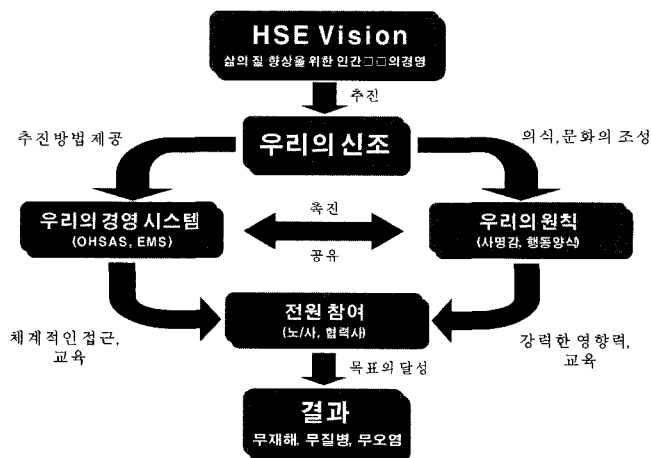 HSE Vision
삶의 질 향상을 위한 인간□□의경영
추진
추진방법 제공
우리의 신조
의식,문화의 조성
우리의 경영 시스템
(OHSAS, EMS)
촉진
공유
우리의 원칙
(사명감, 행동양식)
체계적인 접근,
교육
전원 참여
(노/사, 협력사)
강력한 영향력,
교육
목표의 달성
결과
무재해, 무질병, 무오염